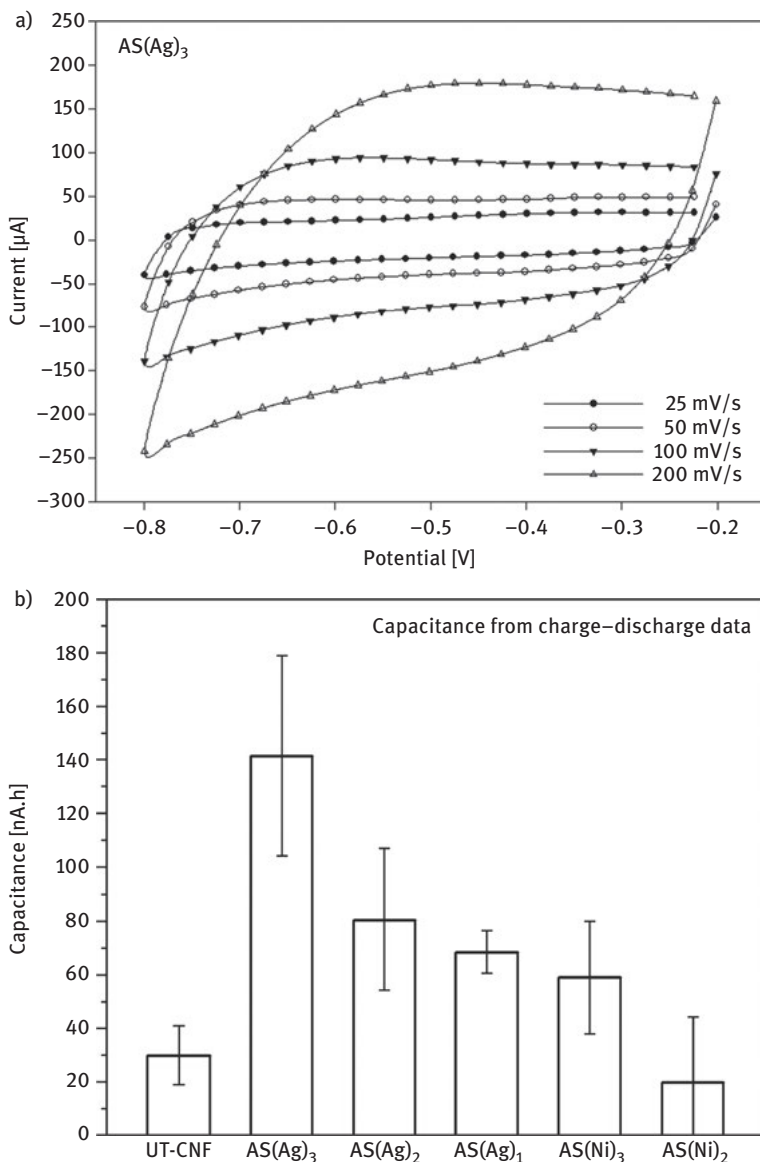 a)
AS(Ag)₃
250
200
150
100
50
0
−50
−100
−150
−200
−250
−300
Current [µA]
25 mV/s
50 mV/s
100 mV/s
200 mV/s
−0.8 −0.7 −0.6 −0.5 −0.4 −0.3 −0.2
Potential [V]
b)
Capacitance from charge–discharge data
200
180
160
140
120
100
80
60
40
20
0
Capacitance [nA.h]
UT-CNF AS(Ag)₃ AS(Ag)₂ AS(Ag)₁ AS(Ni)₃ AS(Ni)₂